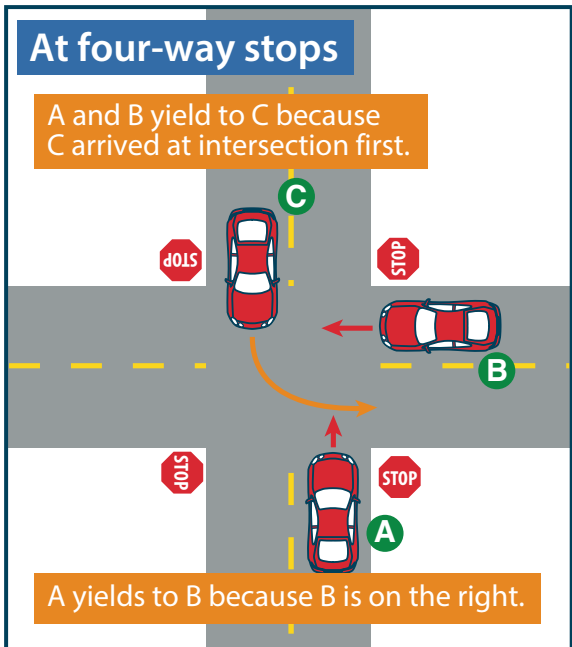 At four-way stops
A and B yield to C because
C arrived at intersection first.
C
STOP
STOP
B
STOP
STOP
A
A yields to B because B is on the right.